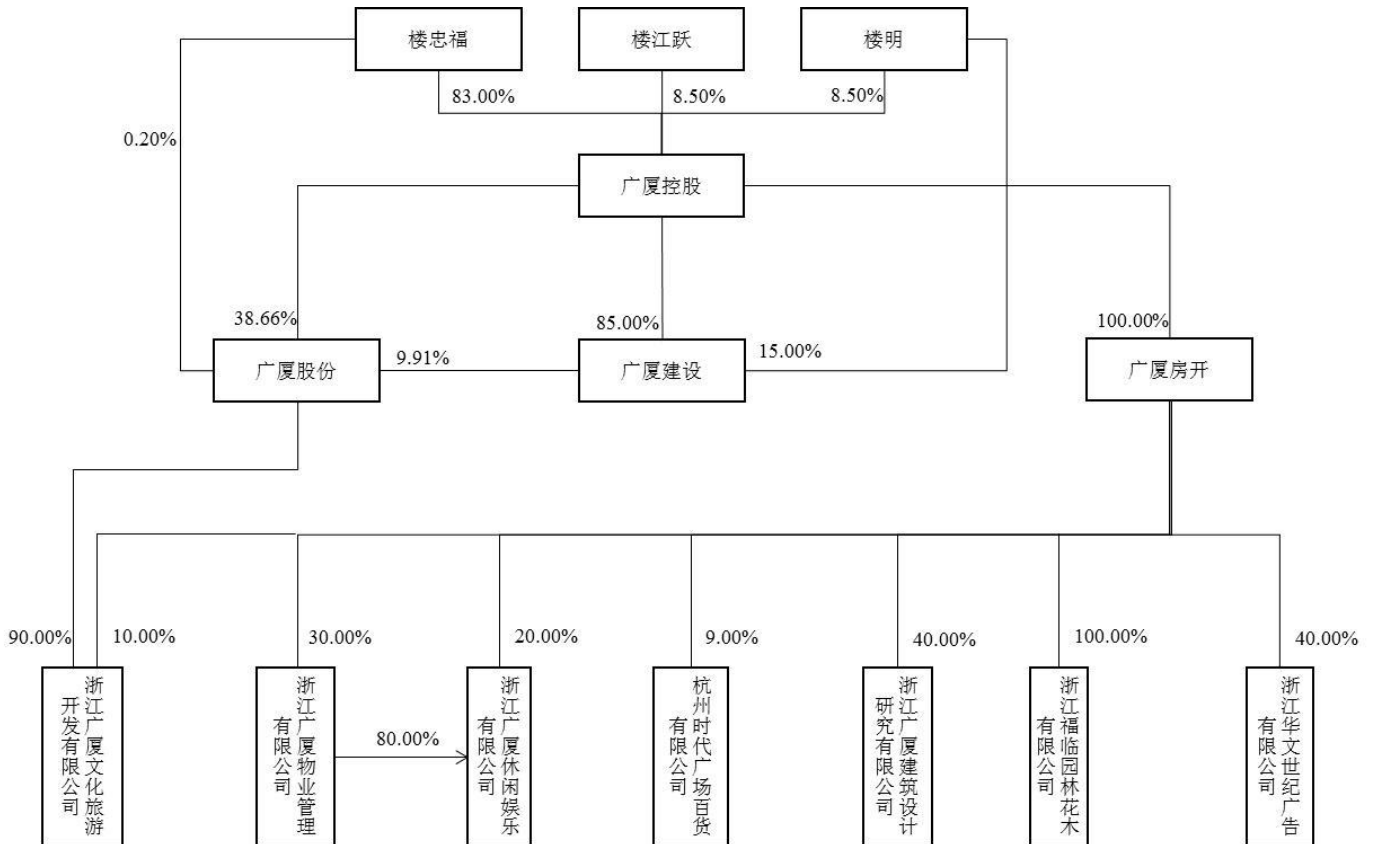 楼忠福
楼江跃
楼明
83.00%
8.50%
8.50%
0.20%
广厦控股
38.66%
85.00%
100.00%
广厦股份
9.91%
广厦建设
15.00%
广厦房开
90.00%
10.00%
30.00%
20.00%
9.00%
40.00%
100.00%
40.00%
浙江广厦文化旅游
开发有限公司
浙江广厦物业管理
有限公司
80.00%
浙江广厦休闲娱乐
有限公司
杭州时代广场百货
有限公司
浙江广厦建筑设计
研究有限公司
浙江福临园林花木
有限公司
浙江华文世纪广告
有限公司